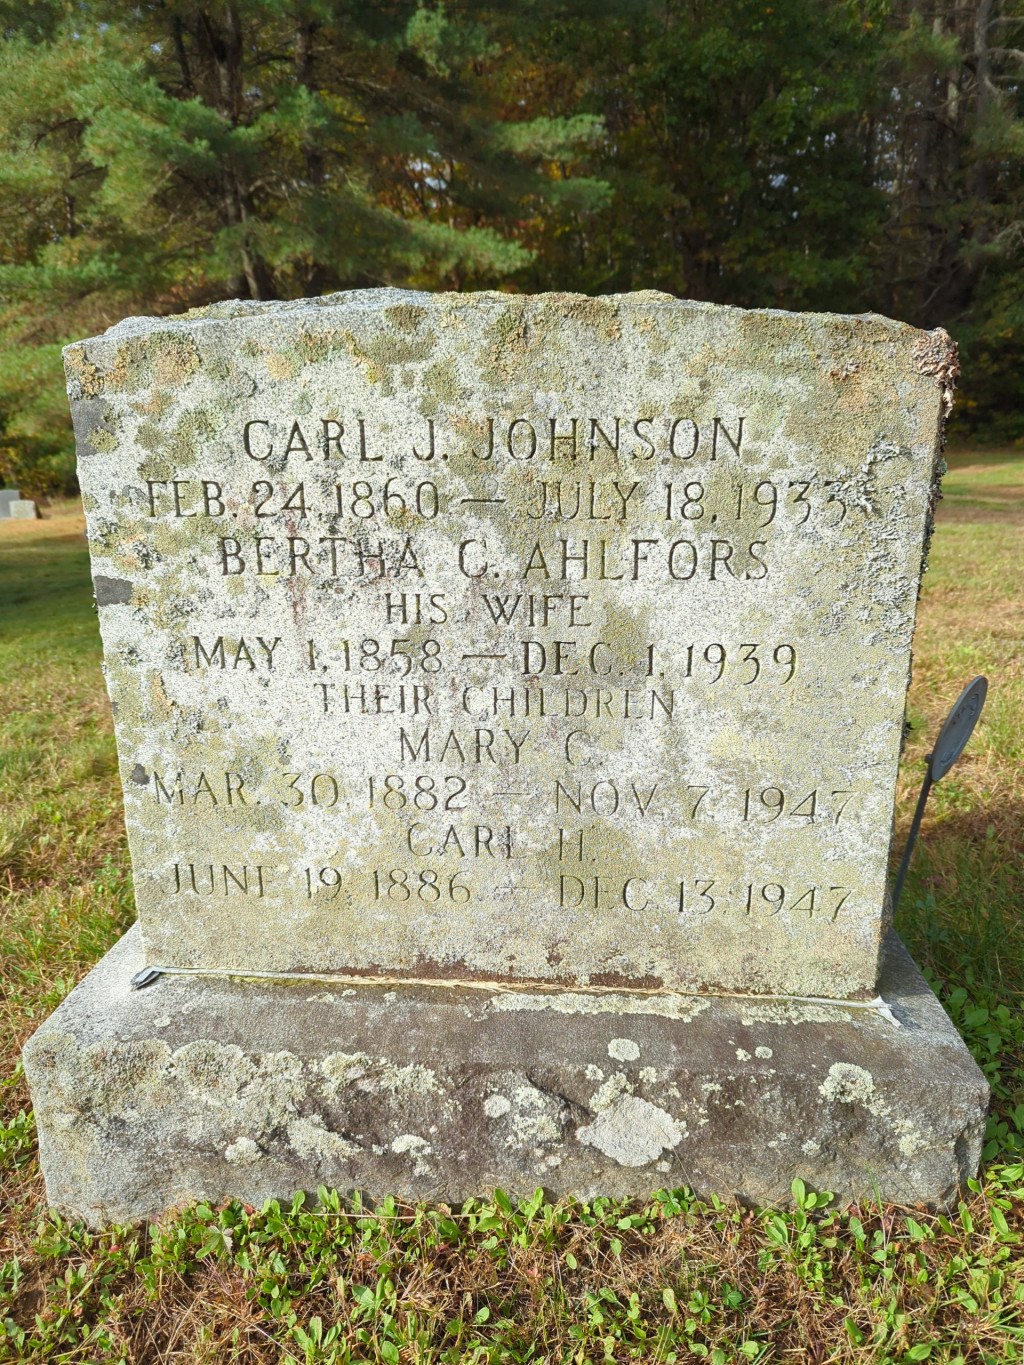 CARL J. JOHNSON
FEB. 24, 1860 — JULY 18, 1933
BERTHA C. AHLFORS
HIS WIFE
MAY 1, 1858 — DEC. 1, 1939
THEIR CHILDREN
MARY C.
MAR. 30, 1882 — NOV. 7, 1947
CARL H.
JUNE 19, 1886 — DEC. 13, 1947